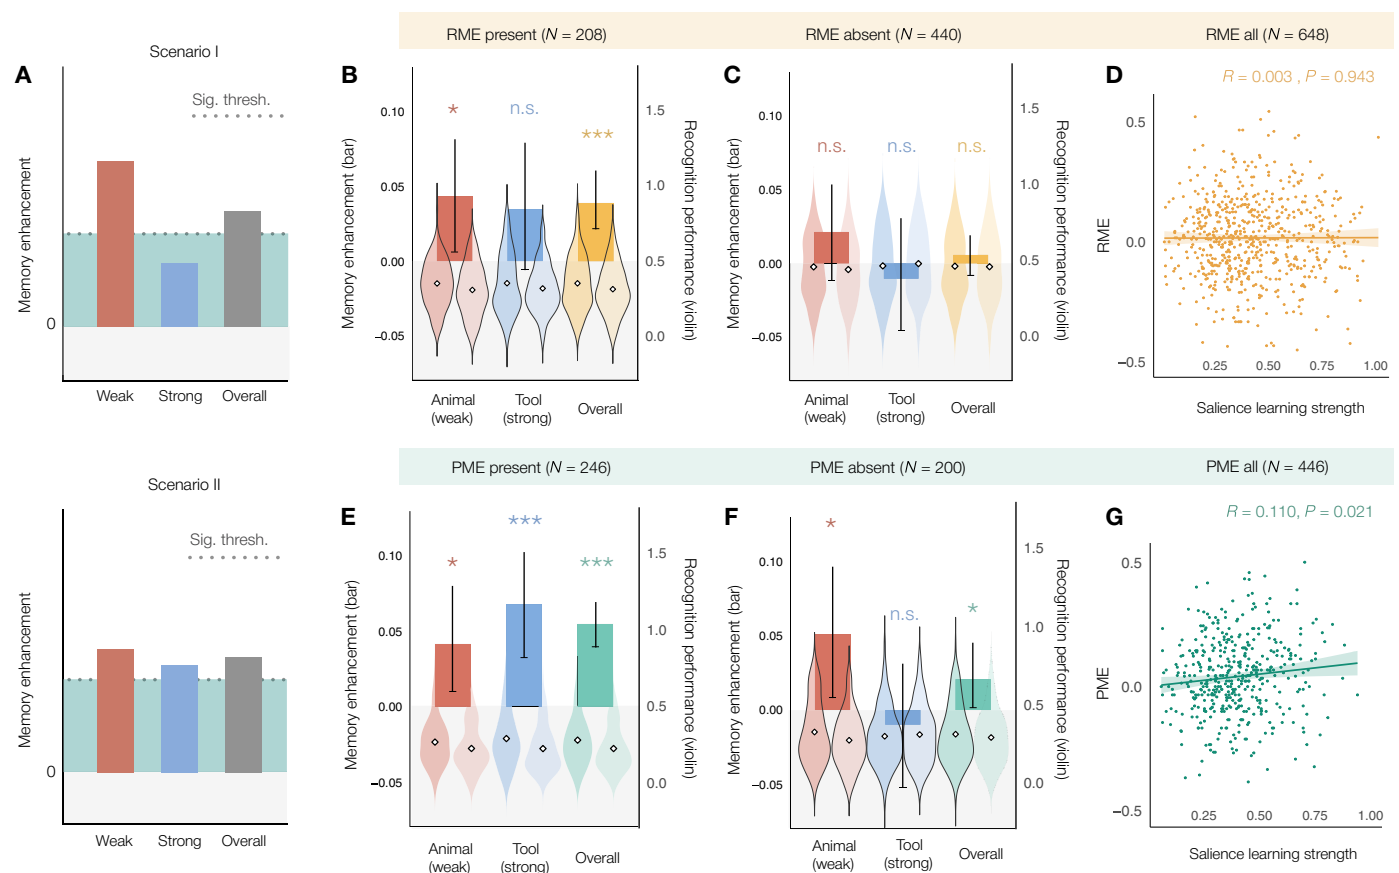 RME present (N = 208)
RME absent (N = 440)
RME all (N = 648)
A
Scenario I
Sig. thresh.
Memory enhancement
0
Weak
Strong
Overall
B
Memory enhancement (bar)
0.10
0.05
0.00
−0.05
*
n.s.
***
1.5
1.0
0.5
0.0
Recognition performance (violin)
Animal
(weak)
Tool
(strong)
Overall
C
Memory enhancement (bar)
0.10
0.05
0.00
−0.05
n.s.
n.s.
n.s.
1.5
1.0
0.5
0.0
Recognition performance (violin)
Animal
(weak)
Tool
(strong)
Overall
D
R = 0.003 , P = 0.943
RME
0.5
0.0
−0.5
0.25
0.50
0.75
1.00
Salience learning strength
PME present (N = 246)
PME absent (N = 200)
PME all (N = 446)
Scenario II
Sig. thresh.
Memory enhancement
0
Weak
Strong
Overall
E
Memory enhancement (bar)
0.10
0.05
0.00
−0.05
*
***
***
1.5
1.0
0.5
0.0
Recognition performance (violin)
Animal
(weak)
Tool
(strong)
Overall
F
Memory enhancement (bar)
0.10
0.05
0.00
−0.05
*
n.s.
*
1.5
1.0
0.5
0.0
Recognition performance (violin)
Animal
(weak)
Tool
(strong)
Overall
G
R = 0.110, P = 0.021
PME
0.5
0.0
−0.5
0.25
0.50
0.75
1.00
Salience learning strength